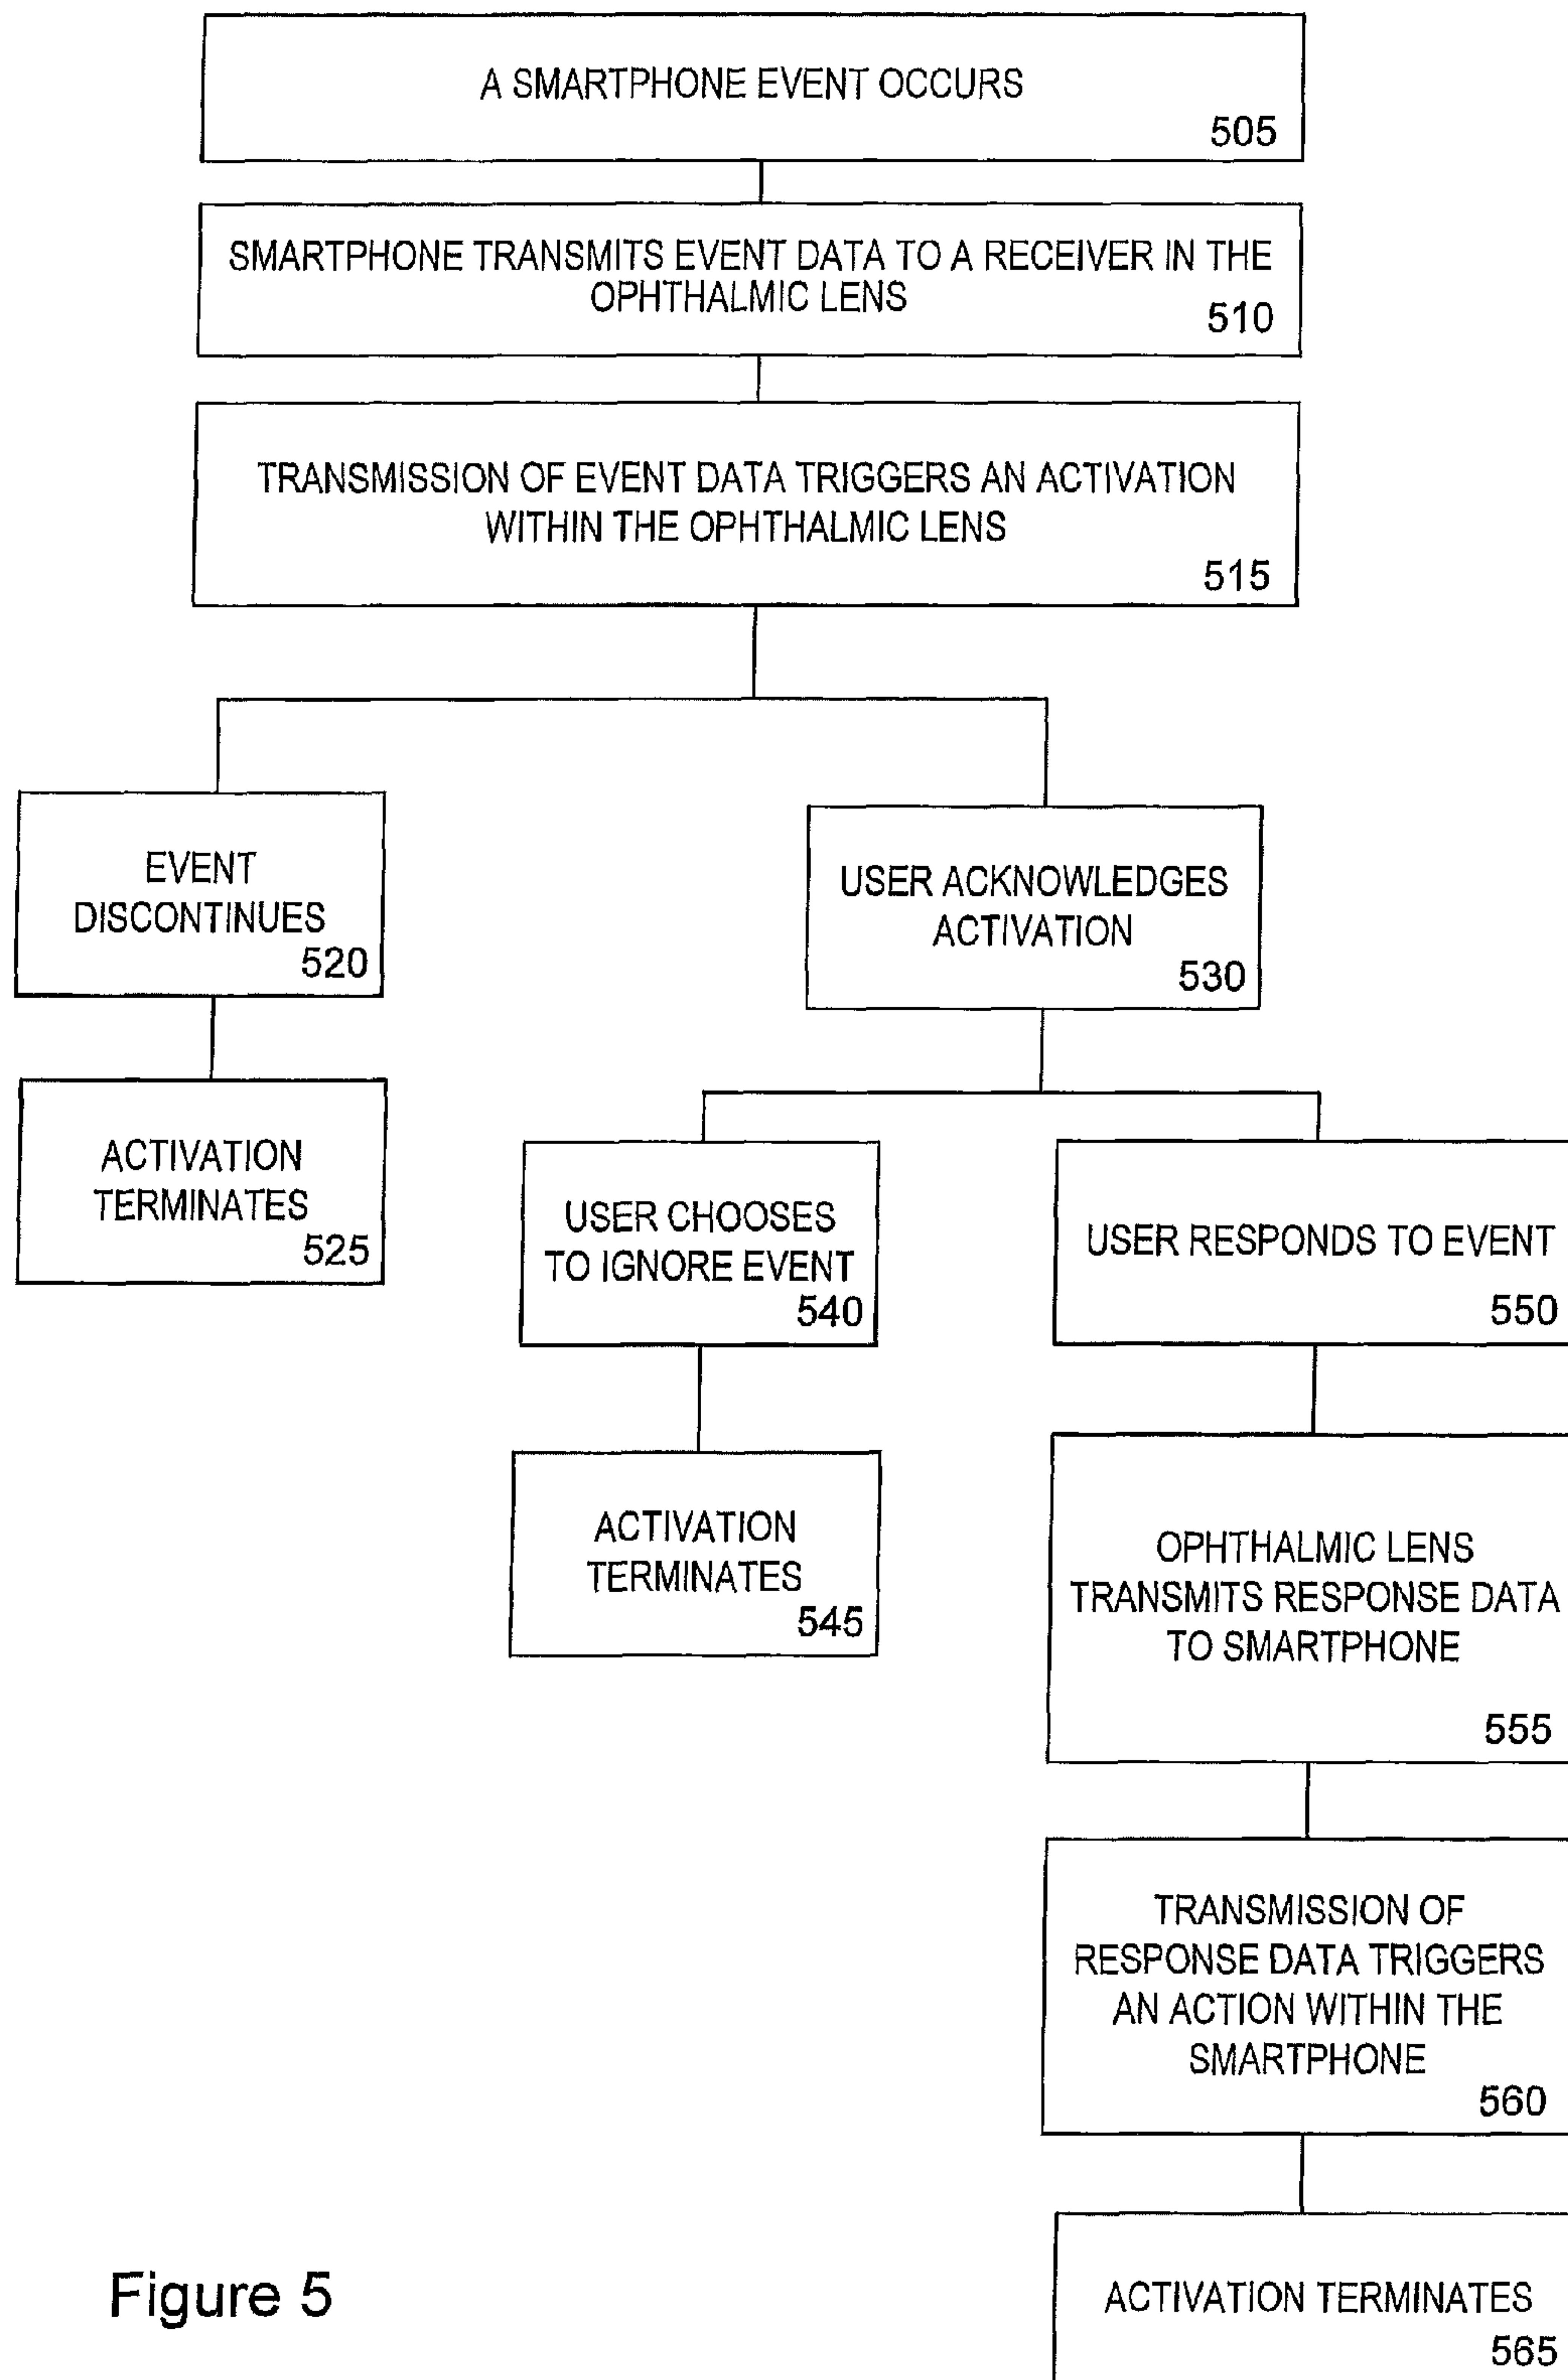 A SMARTPHONE EVENT OCCURS
505
SMARTPHONE TRANSMITS EVENT DATA TO A RECEIVER IN THE
OPHTHALMIC LENS
510
TRANSMISSION OF EVENT DATA TRIGGERS AN ACTIVATION
WITHIN THE OPHTHALMIC LENS
515
EVENT
DISCONTINUES
520
ACTIVATION
TERMINATES
525
USER ACKNOWLEDGES
ACTIVATION
530
USER CHOOSES
TO IGNORE EVENT
540
ACTIVATION
TERMINATES
545
USER RESPONDS TO EVENT
550
OPHTHALMIC LENS
TRANSMITS RESPONSE DATA
TO SMARTPHONE
555
TRANSMISSION OF
RESPONSE DATA TRIGGERS
AN ACTION WITHIN THE
SMARTPHONE
560
ACTIVATION TERMINATES
565
Figure 5